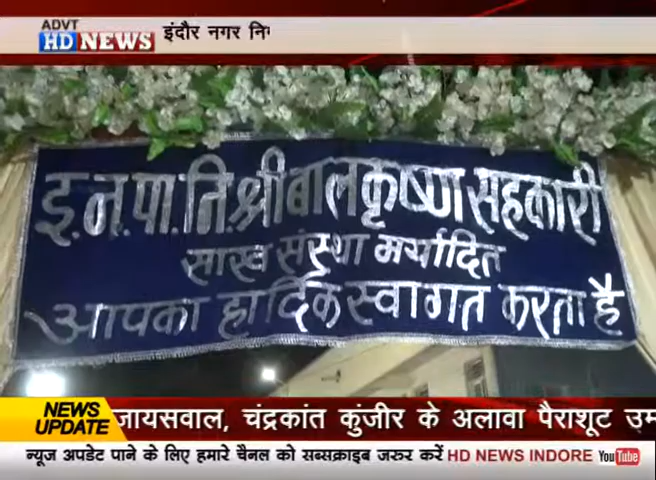 ADVT
HD NEWS
इंदौर नगर नि
इ.न.पा.नि.श्री बालकृष्ण सहकारी
साख संस्था मर्यादित
आपका हार्दिक स्वागत करता है
NEWS UPDATE
जायसवाल, चंद्रकांत कुंजीर के अलावा पैराशूट उम
न्यूज अपडेट पाने के लिए हमारे चैनल को सब्सक्राइब जरुर करें HD NEWS INDORE YouTube